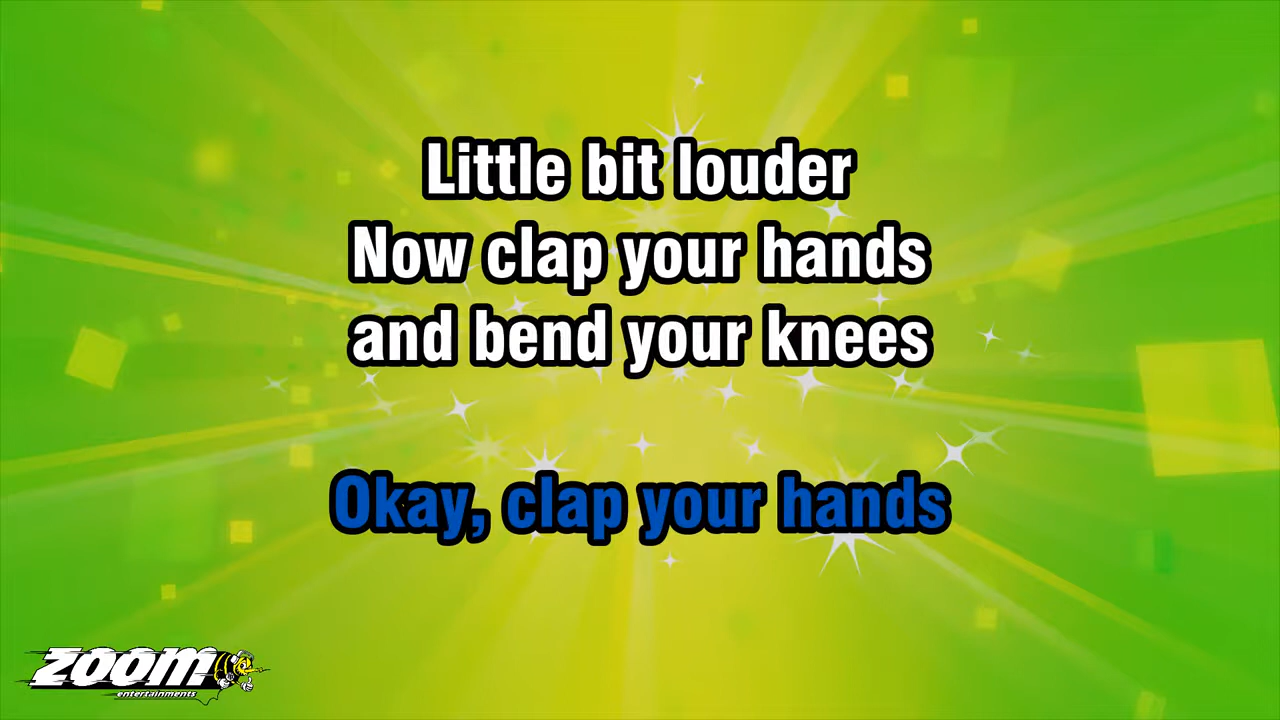 Little bit louder
Now clap your hands
and bend your knees
Okay, clap your hands
zoom
entertainments